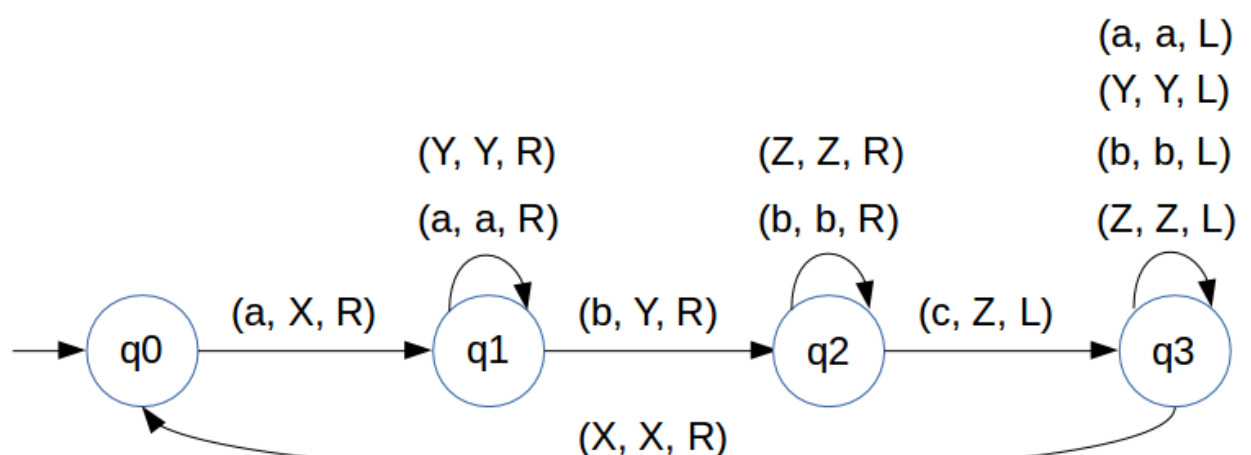 (a, a, L)
(Y, Y, L)
(Y, Y, R) (Z, Z, R) (b, b, L)
(a, a, R) (b, b, R) (Z, Z, L)
(a, X, R) (b, Y, R) (c, Z, L)
q0 q1 q2 q3
(X, X, R)